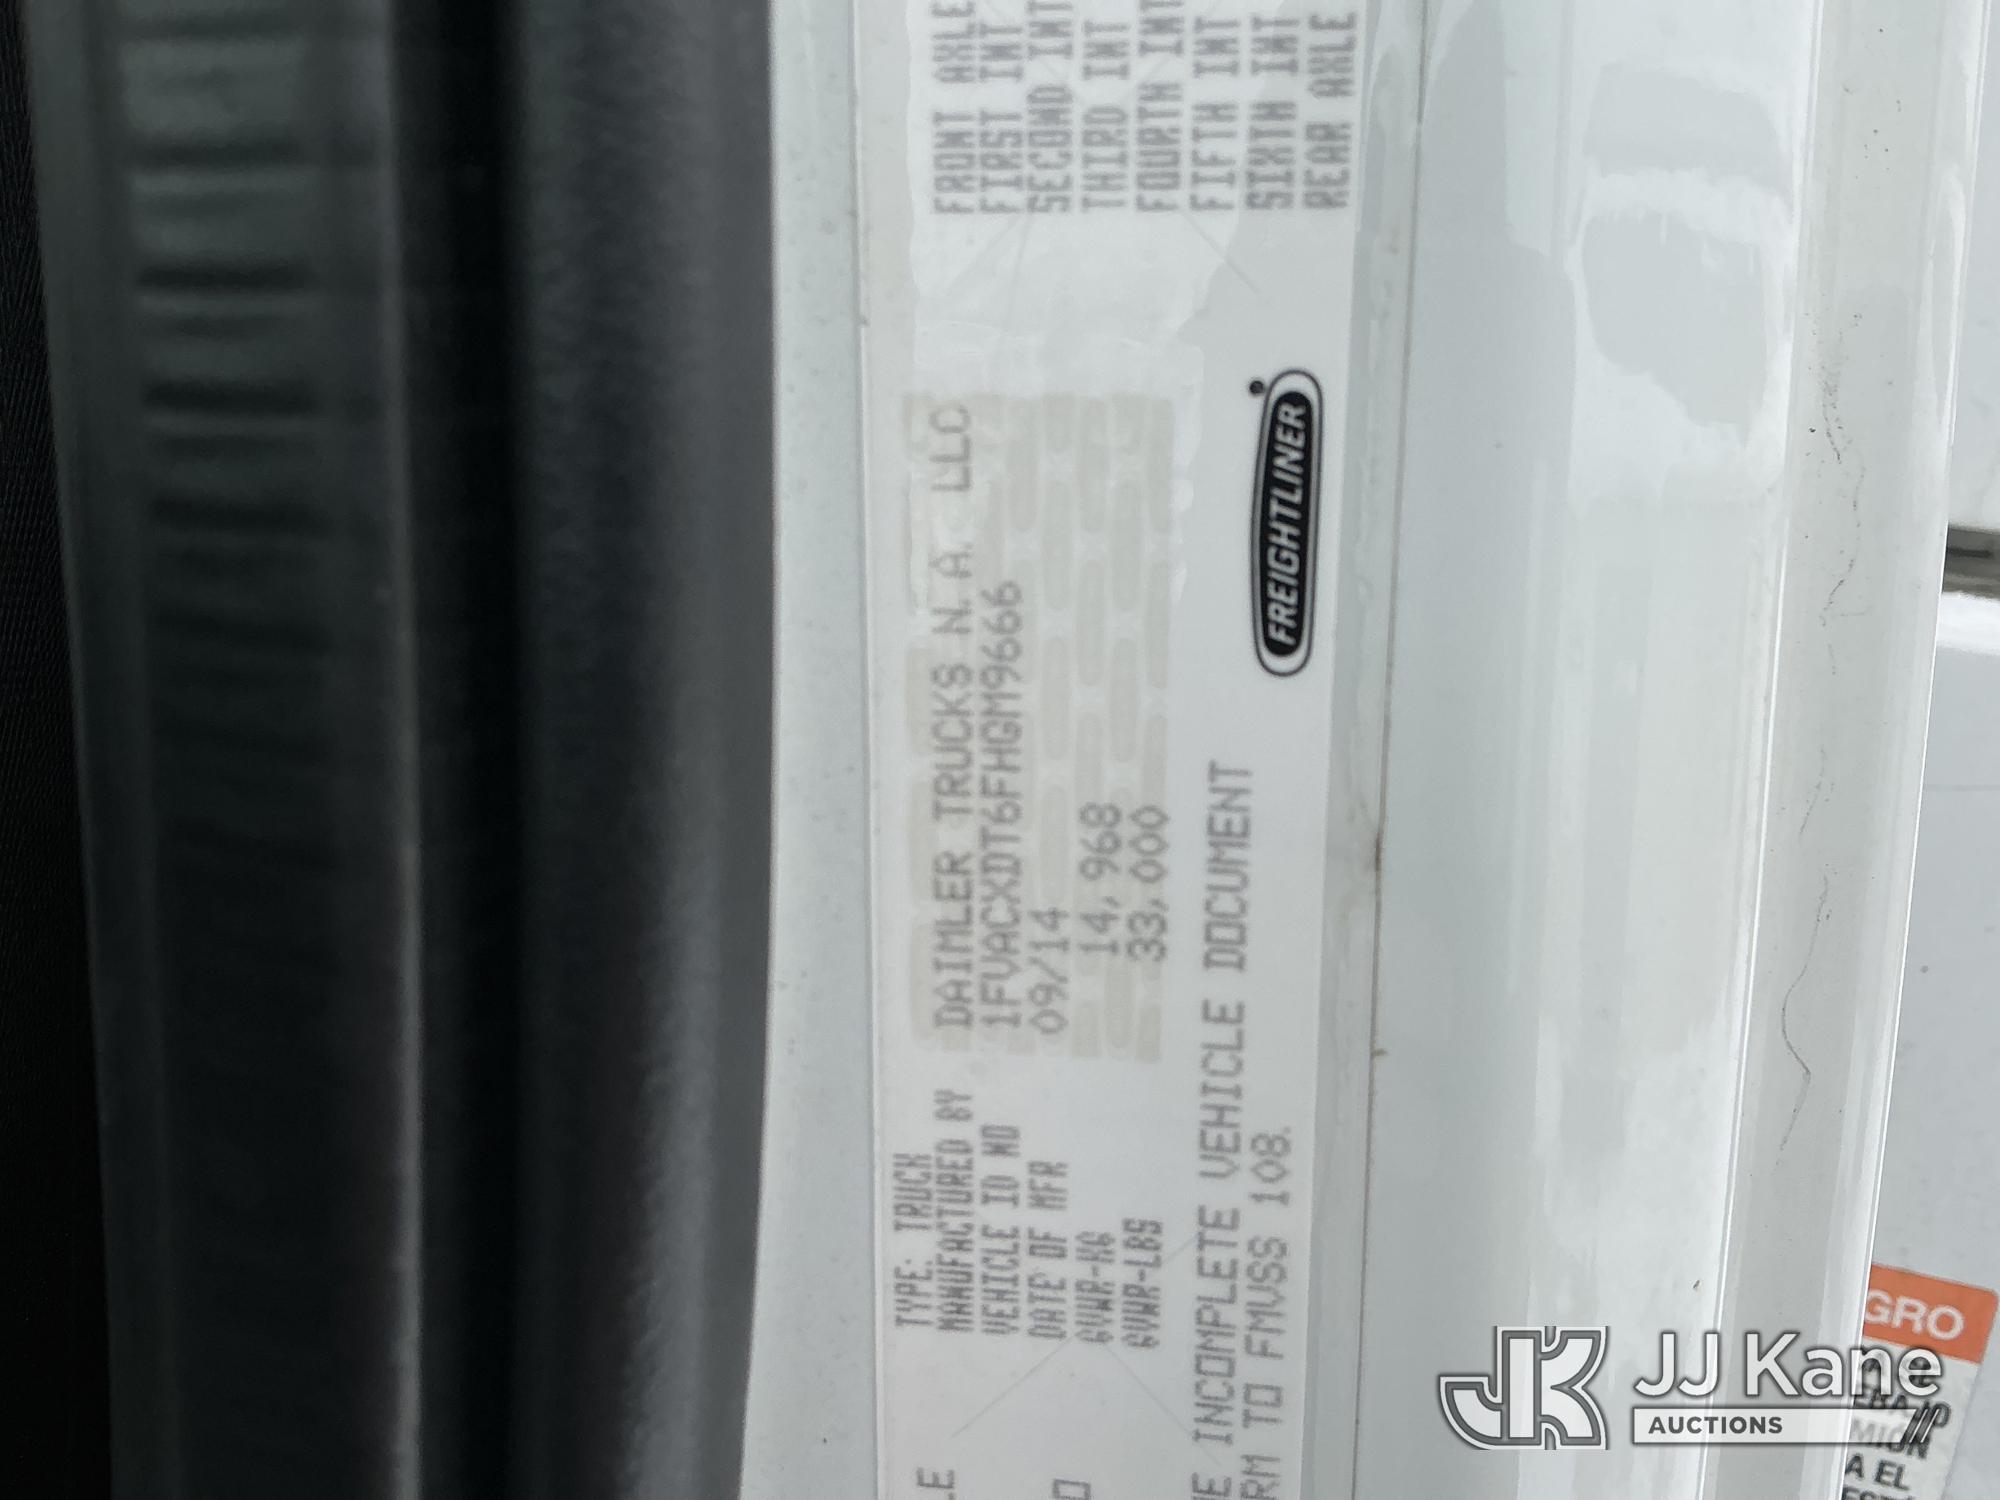 TYPE: TRUCK
MANUFACTURED BY DAIMLER TRUCKS N.A. LLC
VEHICLE ID NO 1FVACXDT6FHGM9666
DATE OF MFR 09/14
GVWR-KG 14,968
GVWR-LBS 33,000
INCOMPLETE VEHICLE DOCUMENT
TO FMVSS 108.
FREIGHTLINER
FRONT AXLE
FIRST INT
SECOND INT
THIRD INT
FOURTH INT
FIFTH INT
SIXTH INT
REAR AXLE
GRO
A EL
JJ Kane
AUCTIONS